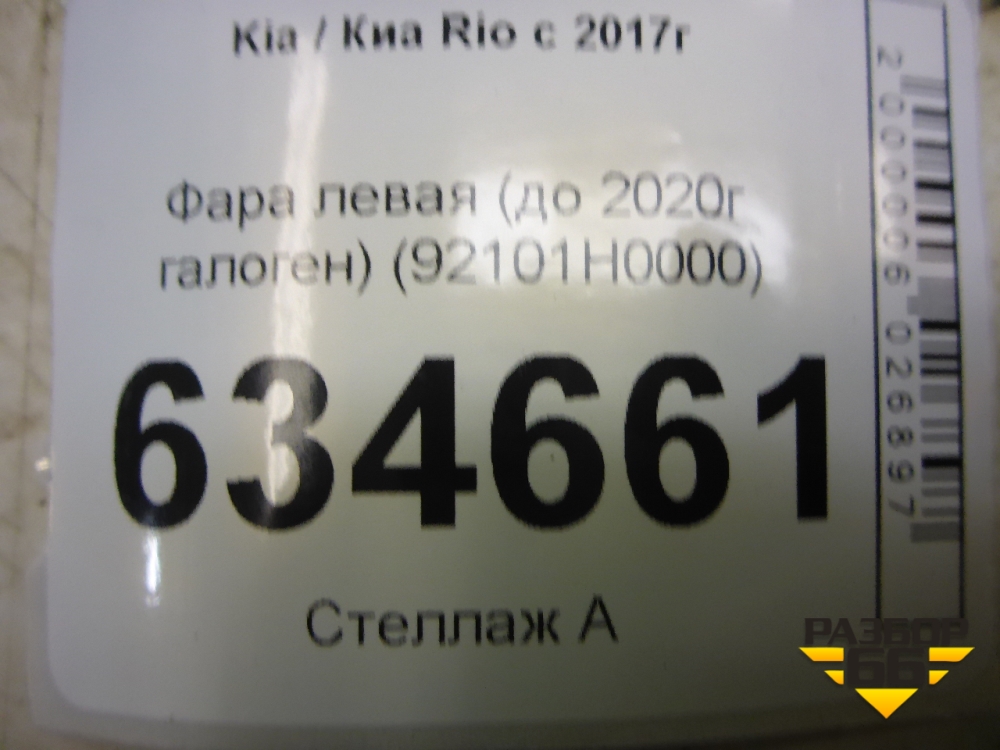 Kia / Киа Rio с 2017г
Фара левая (до 2020г
галоген) (92101H0000)
634661
Стеллаж А
2000006026897
РАЗБОР
66